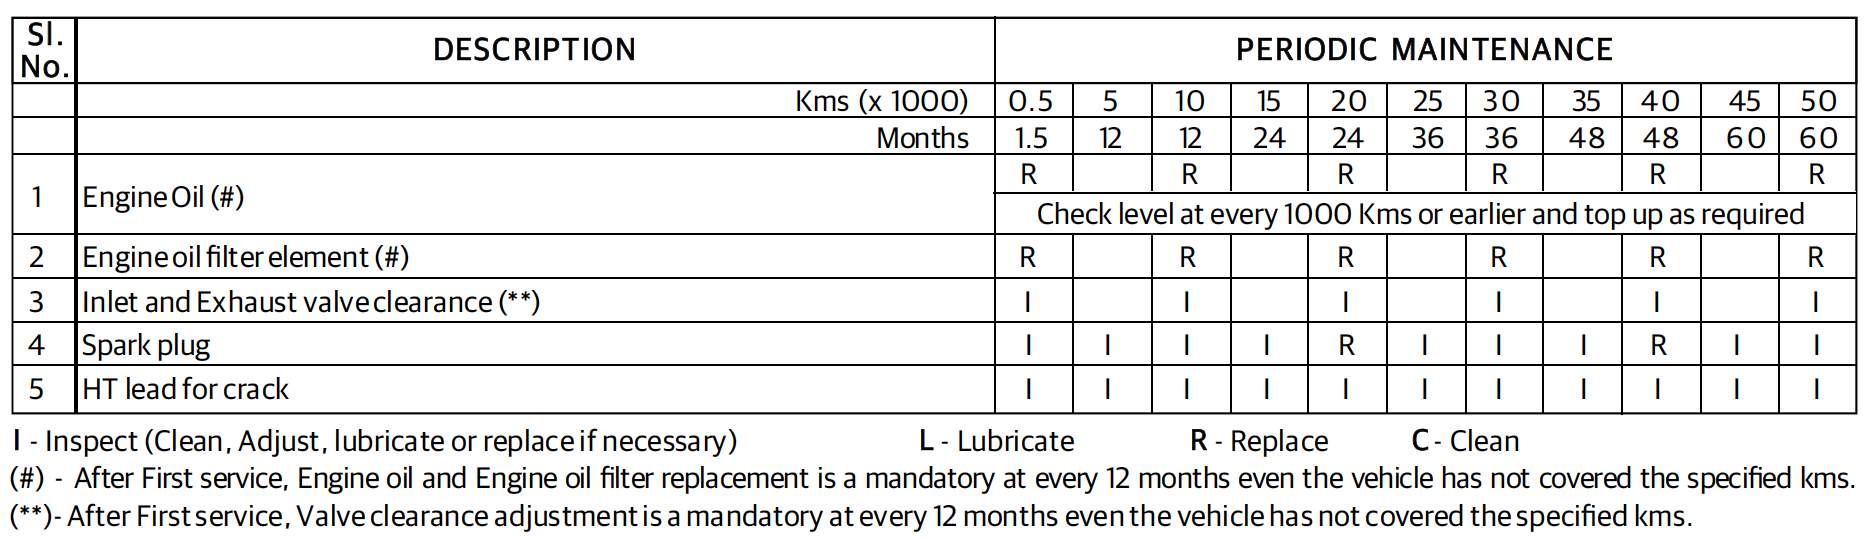 Sl. No. DESCRIPTION PERIODIC MAINTENANCE
Kms (x 1000) 0.5 5 10 15 20 25 30 35 40 45 50
Months 1.5 12 12 24 24 36 36 48 48 60 60
1 Engine Oil (#) R R R R R R
Check level at every 1000 Kms or earlier and top up as required
2 Engine oil filter element (#) R R R R R R
3 Inlet and Exhaust valve clearance (**) I I I I I I
4 Spark plug I I I I R I I I R I I
5 HT lead for crack I I I I I I I I I I I
I - Inspect (Clean, Adjust, lubricate or replace if necessary) L - Lubricate R - Replace C - Clean
(#) - After First service, Engine oil and Engine oil filter replacement is a mandatory at every 12 months even the vehicle has not covered the specified kms.
(**)- After First service, Valve clearance adjustment is a mandatory at every 12 months even the vehicle has not covered the specified kms.